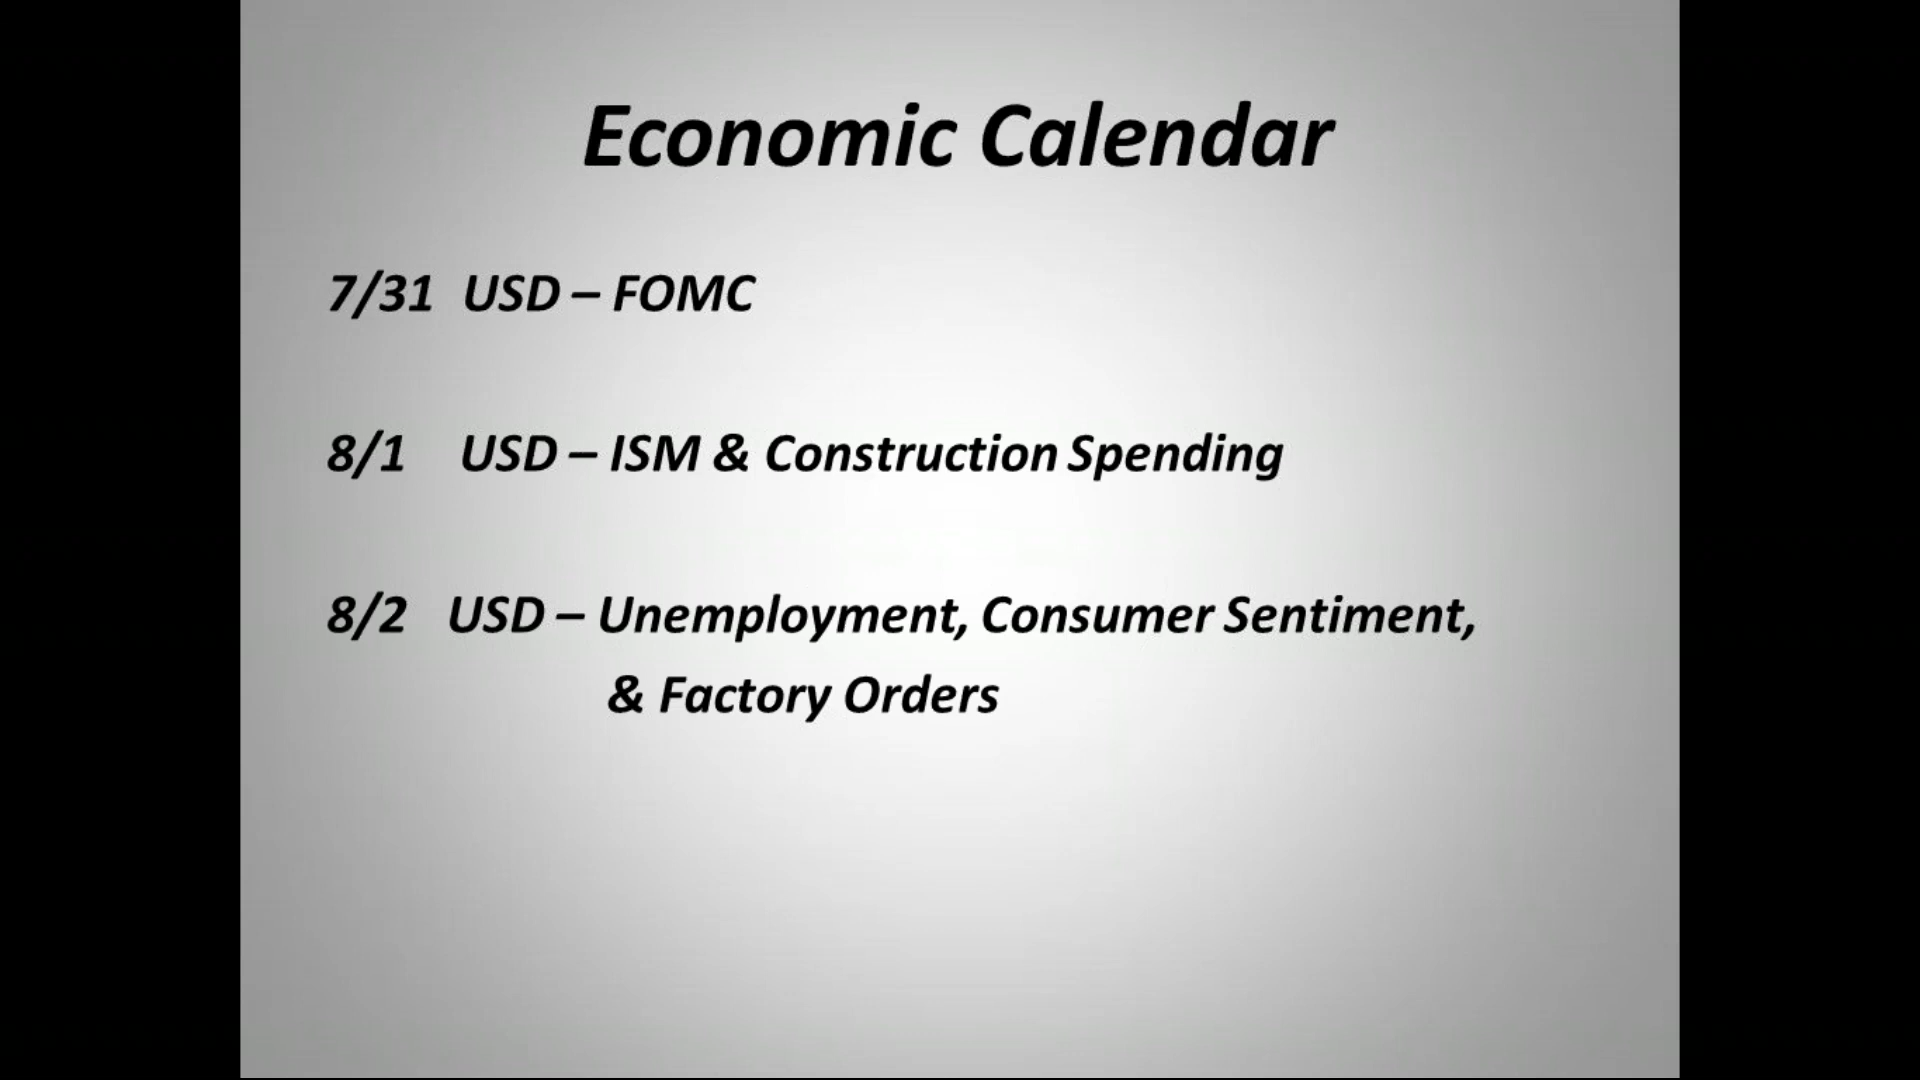 Economic Calendar
7/31 USD – FOMC
8/1 USD – ISM & Construction Spending
8/2 USD – Unemployment, Consumer Sentiment,
& Factory Orders